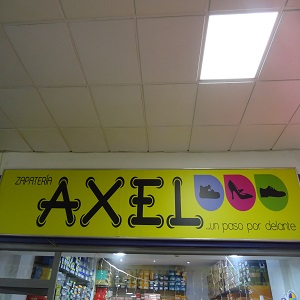 ZAPATERÍA
AXEL
...un paso por delante